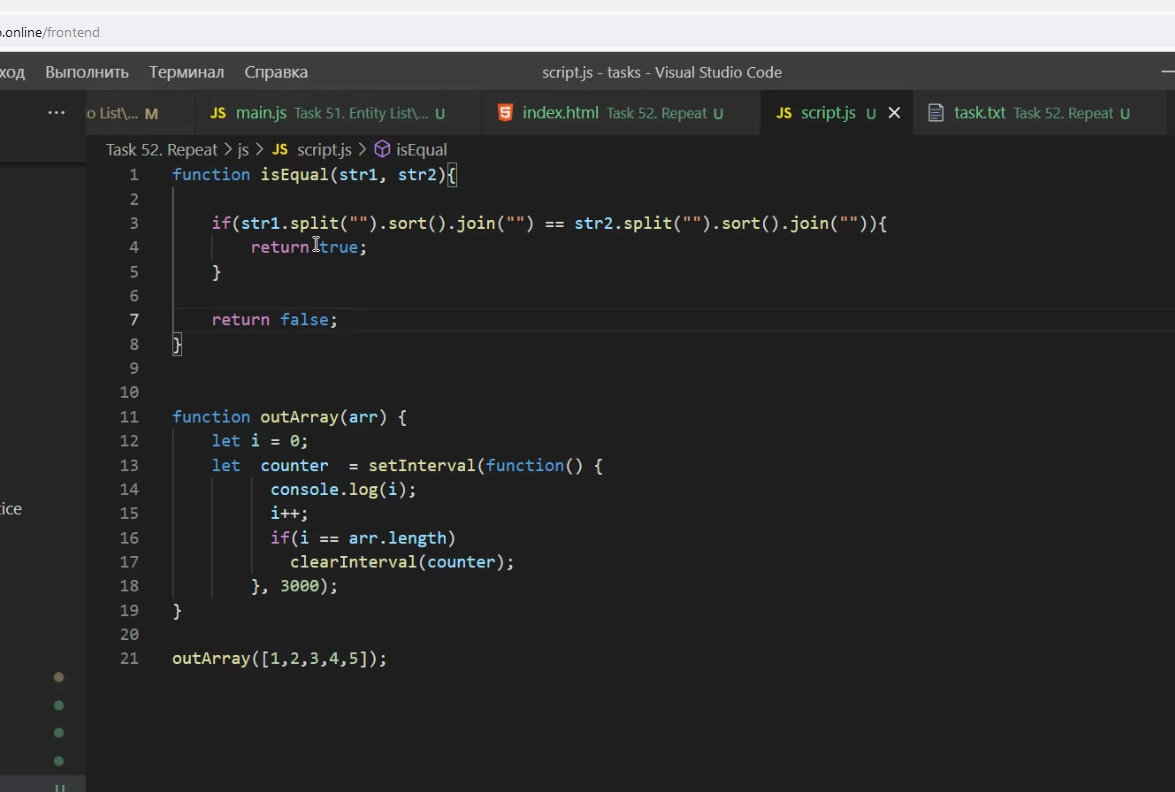 o.online/frontend
ход Выполнить Терминал Справка script.js - tasks - Visual Studio Code
... o List\... M JS main.js Task 51. Entity List\... U index.html Task 52. Repeat U JS script.js U task.txt Task 52. Repeat U
Task 52. Repeat > js > JS script.js > isEqual
1 function isEqual(str1, str2){
2
3 if(str1.split("").sort().join("") == str2.split("").sort().join("")){
4 return true;
5 }
6
7 return false;
8 }
9
10
11 function outArray(arr) {
12 let i = 0;
13 let counter = setInterval(function() {
14 console.log(i);
tice
15 i++;
16 if(i == arr.length)
17 clearInterval(counter);
18 }, 3000);
19 }
20
21 outArray([1,2,3,4,5]);
U